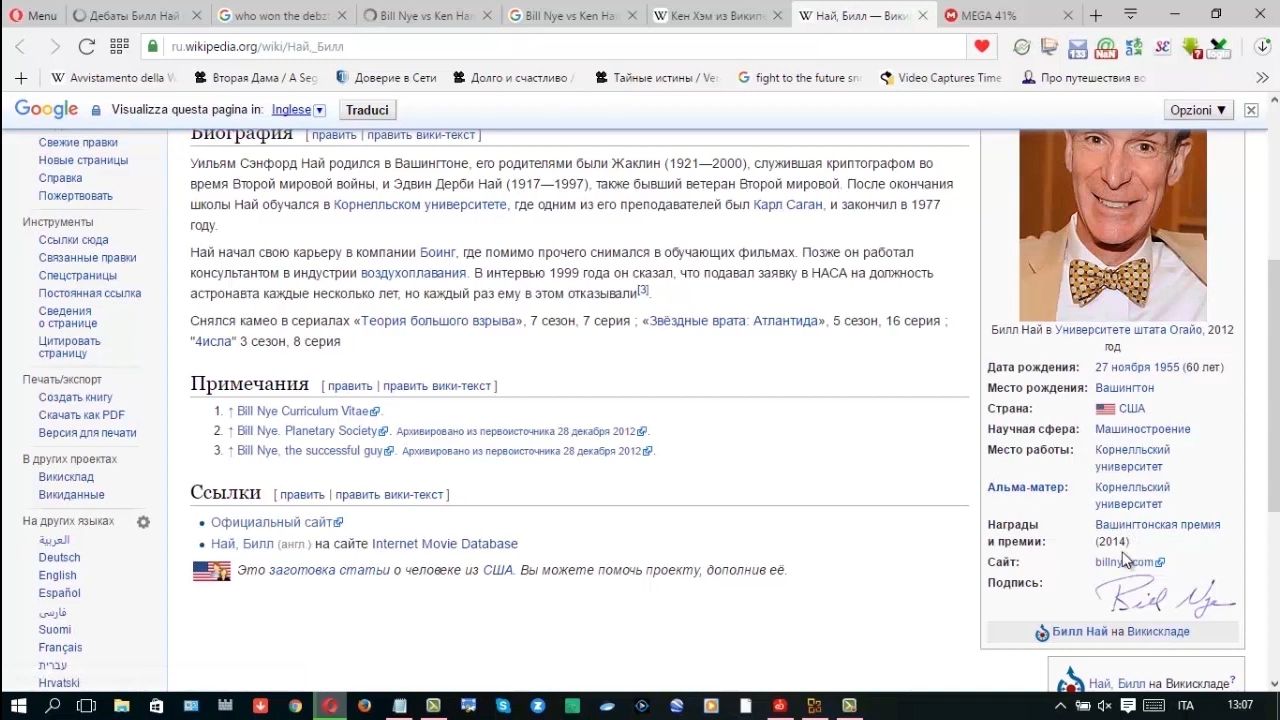 Menu
Дебаты Билл Най
who won the debz
Bill Nye vs Ken Har
Bill Nye vs Ken Han
Кен Хэм из Викип
Най, Билл — Вики
MEGA 41%
ru.wikipedia.org/wiki/Най,_Билл
133
Avvistamento della W
Вторая Дама / A Seg
Доверие в Сети
Долго и счастливо /
Тайные истины / Ver
fight to the future sn
Video Captures Time
Про путешествия во
Google
Visualizza questa pagina in:
Inglese
Traduci
Opzioni ▼
Биография [ править | править вики-текст ]
Уильям Сэнфорд Най родился в Вашингтоне, его родителями были Жаклин (1921—2000), служившая криптографом во
время Второй мировой войны, и Эдвин Дерби Най (1917—1997), также бывший ветеран Второй мировой. После окончания
школы Най обучался в Корнелльском университете, где одним из его преподавателей был Карл Саган, и закончил в 1977
году.
Най начал свою карьеру в компании Боинг, где помимо прочего снимался в обучающих фильмах. Позже он работал
консультантом в индустрии воздухоплавания. В интервью 1999 года он сказал, что подавал заявку в НАСА на должность
астронавта каждые несколько лет, но каждый раз ему в этом отказывали[3].
Снялся камео в сериалах «Теория большого взрыва», 7 сезон, 7 серия ; «Звёздные врата: Атлантида», 5 сезон, 16 серия ;
"4исла" 3 сезон, 8 серия
Примечания [ править | править вики-текст ]
1. ↑ Bill Nye Curriculum Vitae.
2. ↑ Bill Nye. Planetary Society. Архивировано из первоисточника 28 декабря 2012.
3. ↑ Bill Nye, the successful guy. Архивировано из первоисточника 28 декабря 2012.
Ссылки [ править | править вики-текст ]
Официальный сайт
Най, Билл (англ.) на сайте Internet Movie Database
Это заготовка статьи о человеке из США. Вы можете помочь проекту, дополнив её.
Свежие правки
Новые страницы
Справка
Пожертвовать
Инструменты
Ссылки сюда
Связанные правки
Спецстраницы
Постоянная ссылка
Сведения
о странице
Цитировать
страницу
Печать/экспорт
Создать книгу
Скачать как PDF
Версия для печати
В других проектах
Викисклад
Викиданные
На других языках
العربية
Deutsch
English
Español
فارسی
Suomi
Français
עברית
Hrvatski
Билл Най в Университете штата Огайо, 2012
год
Дата рождения: 27 ноября 1955 (60 лет)
Место рождения: Вашингтон
Страна: США
Научная сфера: Машиностроение
Место работы: Корнелльский
университет
Альма-матер: Корнелльский
университет
Награды Вашингтонская премия
и премии: (2014)
Сайт:
Подпись: Bill Nye
Билл Най на Викискладе
Най, Билл на Викискладе?
ITA
13:07